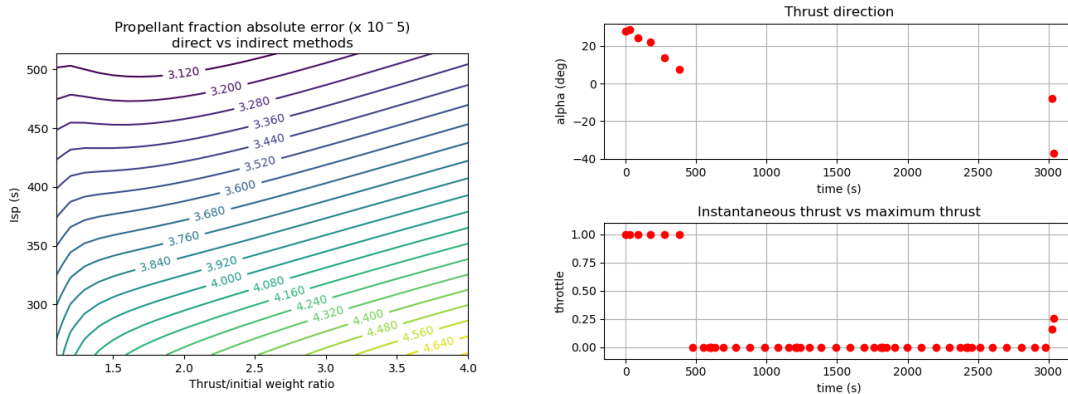 Propellant fraction absolute error (x 10⁻⁵)
direct vs indirect methods
Isp (s)
500
450
400
350
300
3.120
3.200
3.280
3.360
3.440
3.520
3.600
3.680
3.760
3.840
3.920
4.000
4.080
4.160
4.240
4.320
4.400
4.480
4.560
4.640
1.5 2.0 2.5 3.0 3.5 4.0
Thrust/initial weight ratio
Thrust direction
alpha (deg)
20
0
−20
−40
0 500 1000 1500 2000 2500 3000
time (s)
Instantaneous thrust vs maximum thrust
throttle
1.00
0.75
0.50
0.25
0.00
0 500 1000 1500 2000 2500 3000
time (s)